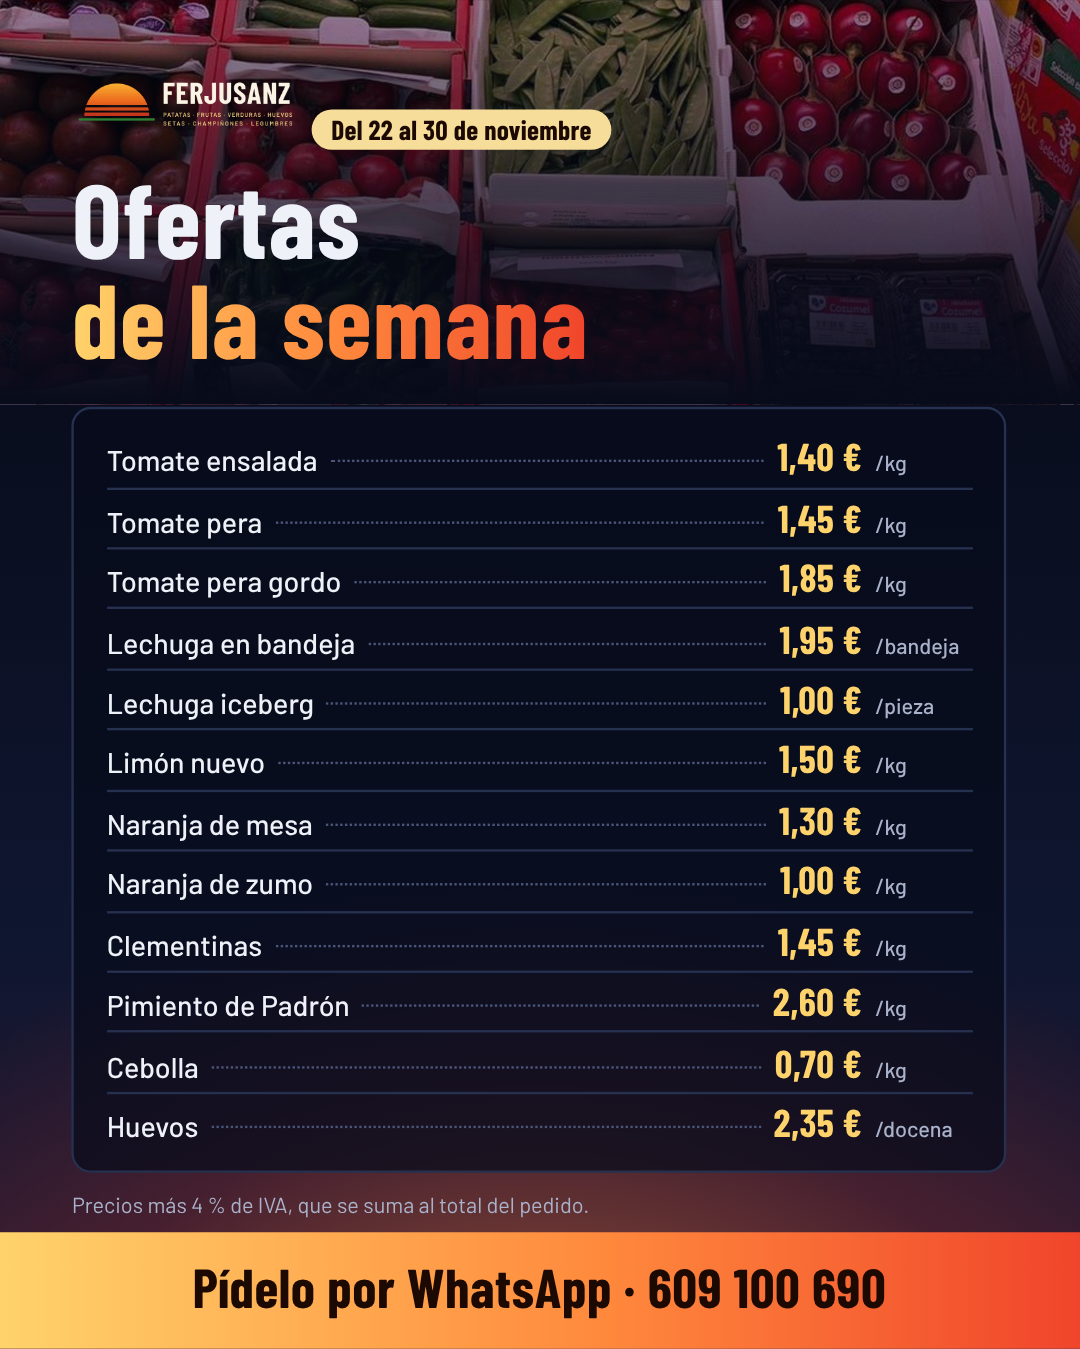 FERJUSANZ
PATATAS · FRUTAS · VERDURAS · HUEVOS
SETAS · CHAMPIÑONES · LEGUMBRES
Del 22 al 30 de noviembre
Ofertas
de la semana
Tomate ensalada 1,40 € /kg
Tomate pera 1,45 € /kg
Tomate pera gordo 1,85 € /kg
Lechuga en bandeja 1,95 € /bandeja
Lechuga iceberg 1,00 € /pieza
Limón nuevo 1,50 € /kg
Naranja de mesa 1,30 € /kg
Naranja de zumo 1,00 € /kg
Clementinas 1,45 € /kg
Pimiento de Padrón 2,60 € /kg
Cebolla 0,70 € /kg
Huevos 2,35 € /docena
Precios más 4 % de IVA, que se suma al total del pedido.
Pídelo por WhatsApp · 609 100 690